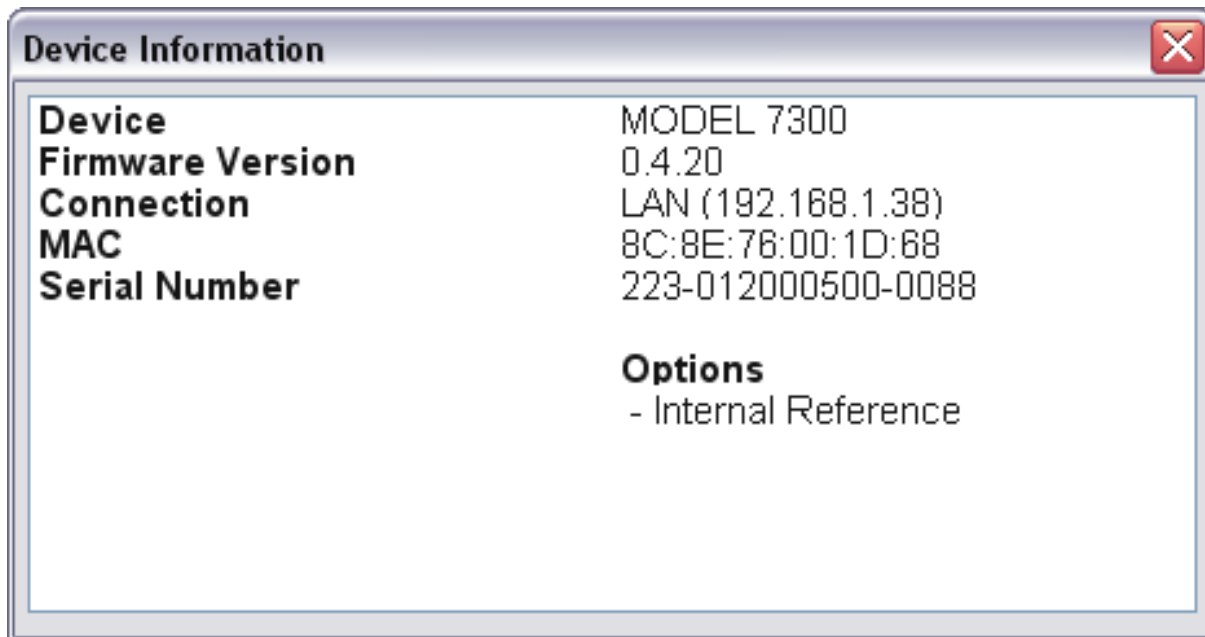 Device Information
Device MODEL 7300
Firmware Version 0.4.20
Connection LAN (192.168.1.38)
MAC 8C:8E:76:00:1D:68
Serial Number 223-012000500-0088
Options
- Internal Reference